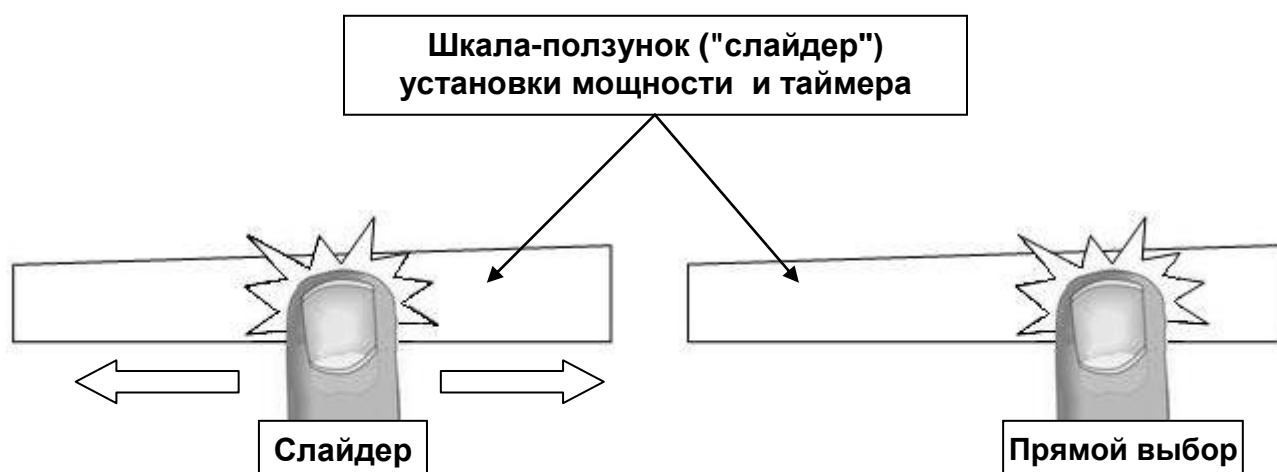 Шкала-ползунок ("слайдер")
установки мощности и таймера
Слайдер
Прямой выбор